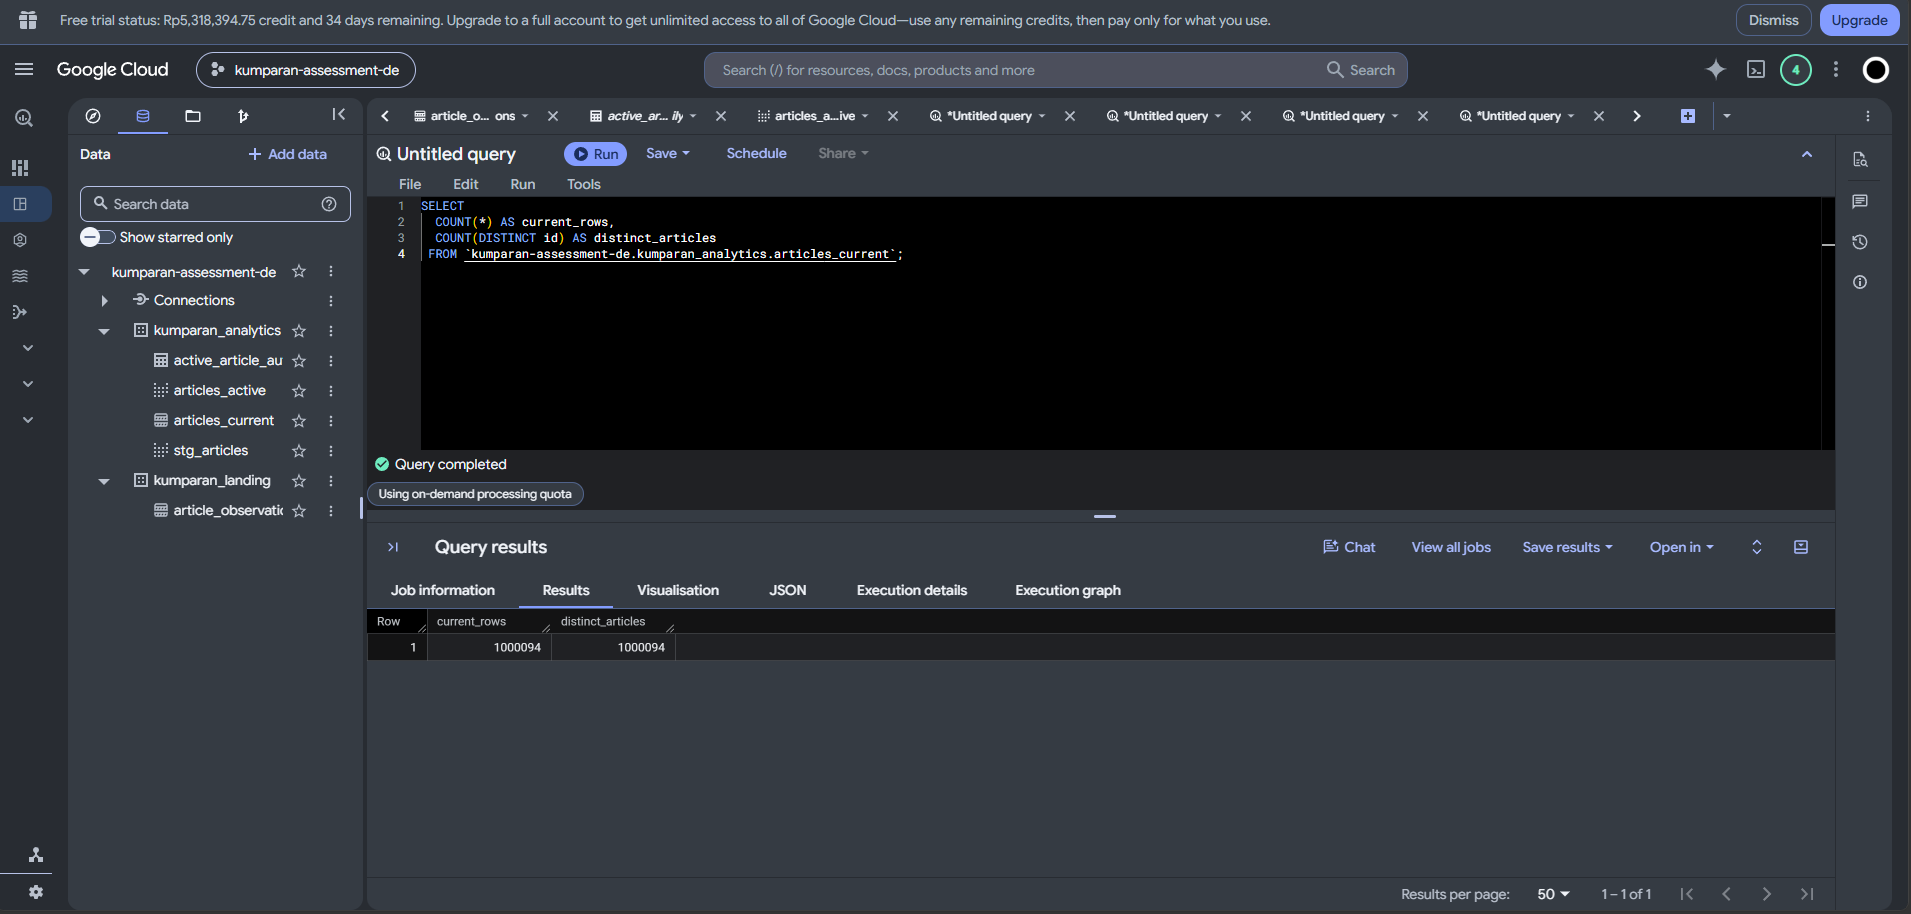 Free trial status: Rp5,318,394.75 credit and 34 days remaining. Upgrade to a full account to get unlimited access to all of Google Cloud—use any remaining credits, then pay only for what you use.
Dismiss
Upgrade
Google Cloud
kumparan-assessment-de
Search (/) for resources, docs, products and more
Search
4
article_o... ons
active_ar... ily
articles_a...ive
*Untitled query
*Untitled query
*Untitled query
*Untitled query
Data
+ Add data
Search data
Show starred only
kumparan-assessment-de
Connections
kumparan_analytics
active_article_au
articles_active
articles_current
stg_articles
kumparan_landing
article_observatic
Untitled query
Run
Save
Schedule
Share
File
Edit
Run
Tools
1 SELECT
2 COUNT(*) AS current_rows,
3 COUNT(DISTINCT id) AS distinct_articles
4 FROM `kumparan-assessment-de.kumparan_analytics.articles_current`;
Query completed
Using on-demand processing quota
Query results
Chat
View all jobs
Save results
Open in
Job information
Results
Visualisation
JSON
Execution details
Execution graph
Row current_rows distinct_articles
1 1000094 1000094
Results per page: 50 1 – 1 of 1